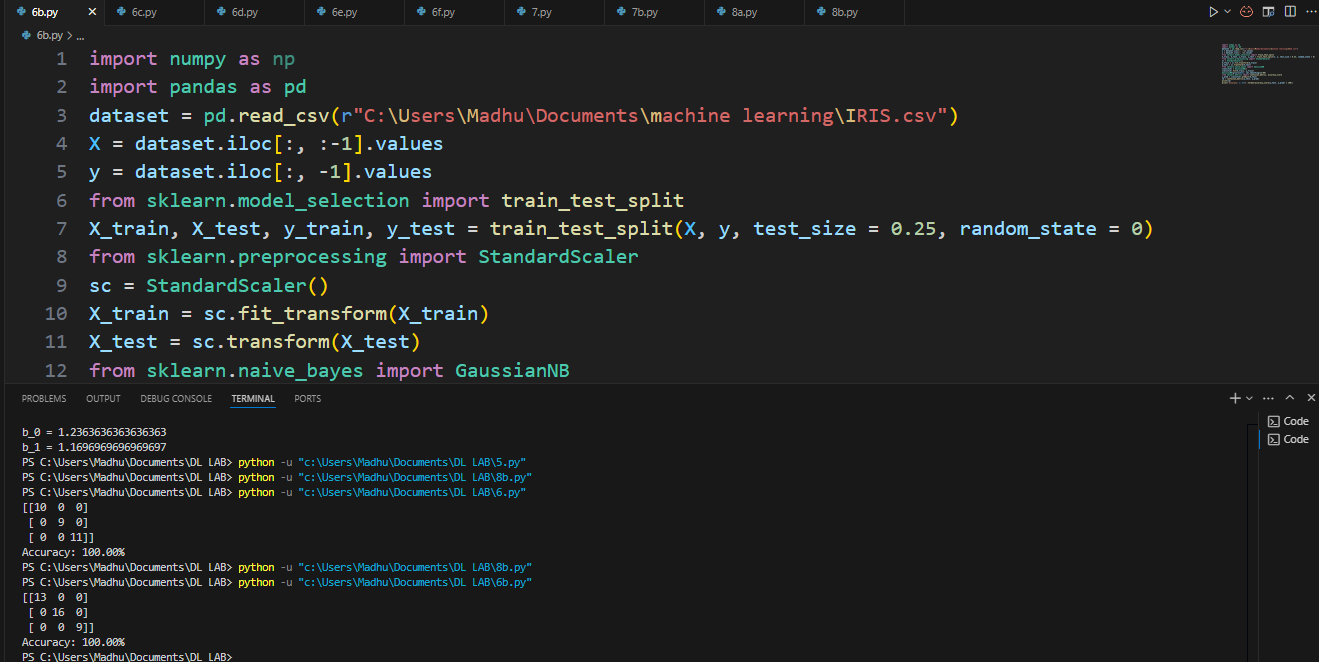 6b.py
6c.py
6d.py
6e.py
6f.py
7.py
7b.py
8a.py
8b.py
6b.py > ...
1 import numpy as np
2 import pandas as pd
3 dataset = pd.read_csv(r"C:\Users\Madhu\Documents\machine learning\IRIS.csv")
4 X = dataset.iloc[:, :-1].values
5 y = dataset.iloc[:, -1].values
6 from sklearn.model_selection import train_test_split
7 X_train, X_test, y_train, y_test = train_test_split(X, y, test_size = 0.25, random_state = 0)
8 from sklearn.preprocessing import StandardScaler
9 sc = StandardScaler()
10 X_train = sc.fit_transform(X_train)
11 X_test = sc.transform(X_test)
12 from sklearn.naive_bayes import GaussianNB
PROBLEMS OUTPUT DEBUG CONSOLE TERMINAL PORTS
b_0 = 1.2363636363636363
b_1 = 1.1696969696969697
PS C:\Users\Madhu\Documents\DL LAB> python -u "c:\Users\Madhu\Documents\DL LAB\5.py"
PS C:\Users\Madhu\Documents\DL LAB> python -u "c:\Users\Madhu\Documents\DL LAB\8b.py"
PS C:\Users\Madhu\Documents\DL LAB> python -u "c:\Users\Madhu\Documents\DL LAB\6.py"
[[10  0  0]
 [ 0  9  0]
 [ 0  0 11]]
Accuracy: 100.00%
PS C:\Users\Madhu\Documents\DL LAB> python -u "c:\Users\Madhu\Documents\DL LAB\8b.py"
PS C:\Users\Madhu\Documents\DL LAB> python -u "c:\Users\Madhu\Documents\DL LAB\6b.py"
[[13  0  0]
 [ 0 16  0]
 [ 0  0  9]]
Accuracy: 100.00%
PS C:\Users\Madhu\Documents\DL LAB>
Code
Code